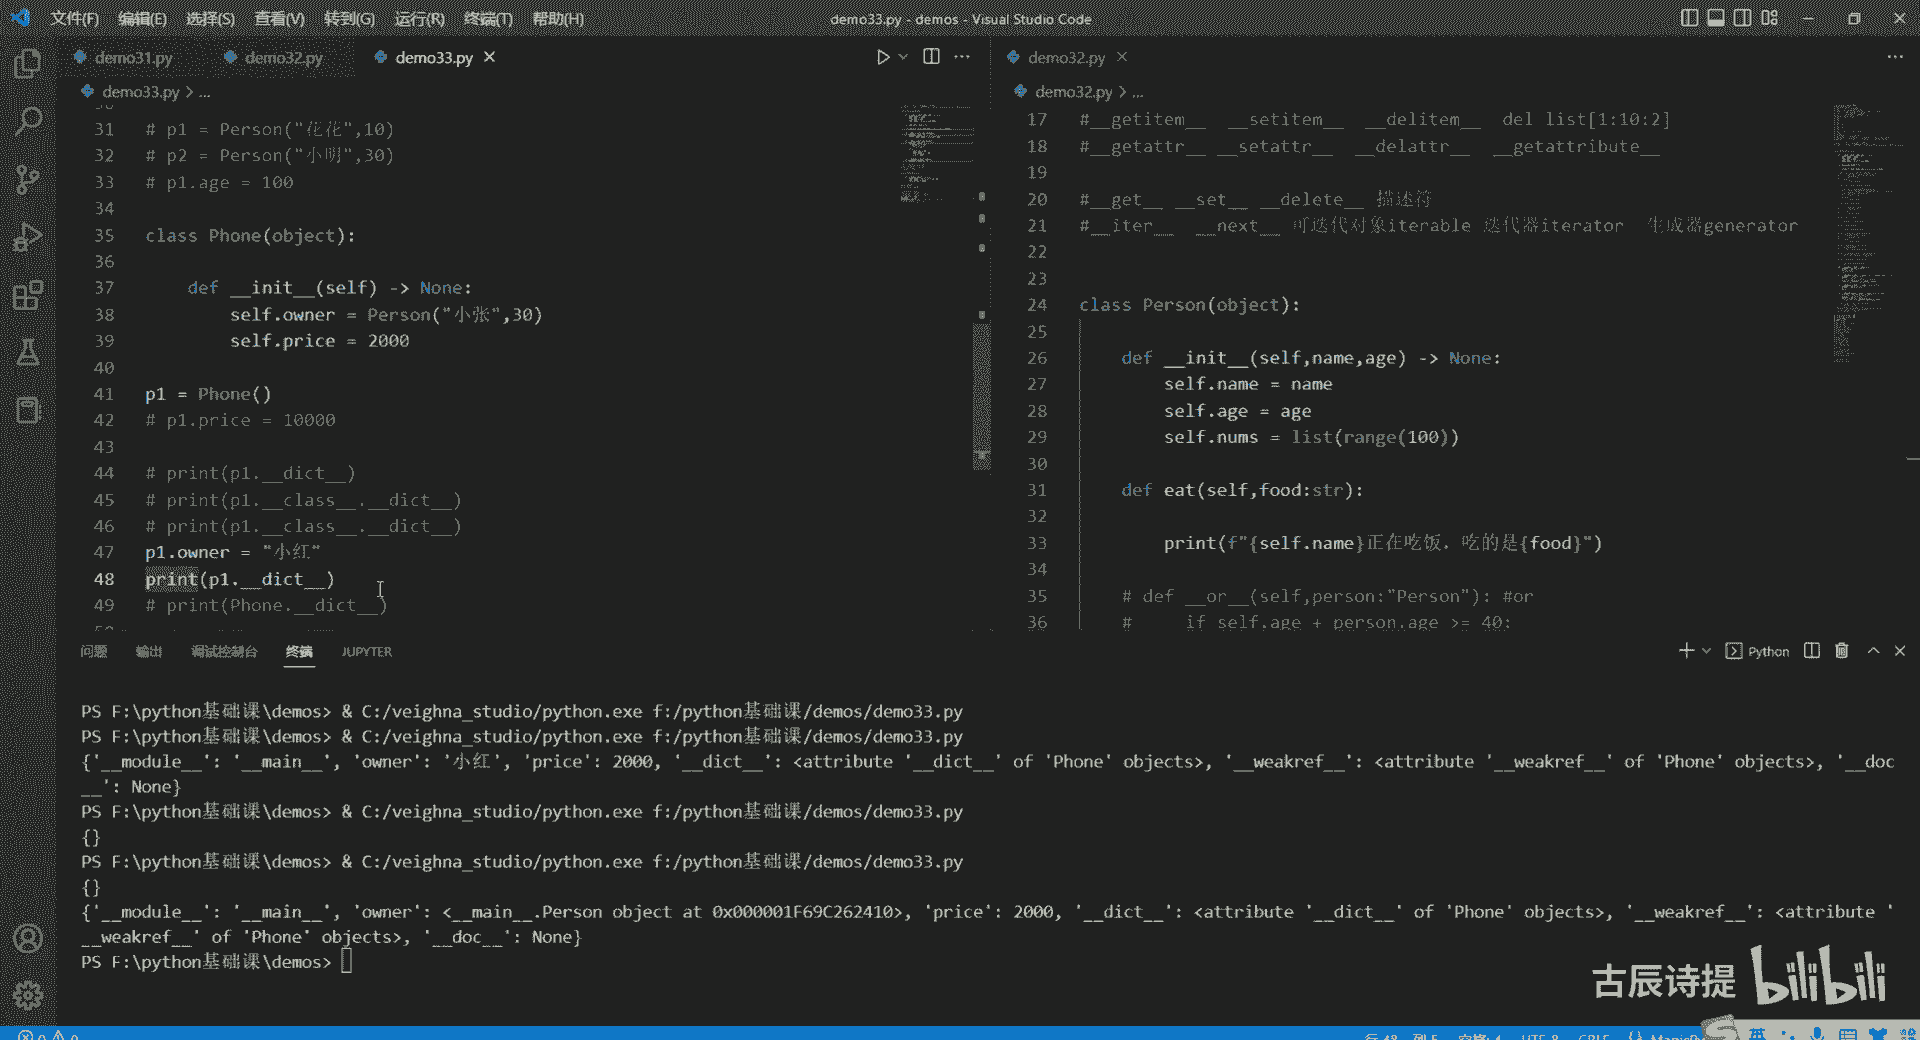 文件(F) 编辑(E) 选择(S) 查看(V) 转到(G) 运行(R) 终端(T) 帮助(H) demo33.py - demos - Visual Studio Code
demo31.py demo32.py demo33.py
demo33.py > ...
31 # p1 = Person("花花",10)
32 # p2 = Person("小明",30)
33 # p1.age = 100
34
35 class Phone(object):
36
37 def __init__(self) -> None:
38 self.owner = Person("小张",30)
39 self.price = 2000
40
41 p1 = Phone()
42 # p1.price = 10000
43
44 # print(p1.__dict__)
45 # print(p1.__class__.__dict__)
46 # print(p1.__class__.__dict__)
47 p1.owner = "小红"
48 print(p1.__dict__)
49 # print(Phone.__dict__)
demo32.py
demo32.py > ...
17 #__getitem__ __setitem__ __delitem__ del list[1:10:2]
18 #__getattr__ __setattr__ __delattr__ __getattribute__
19
20 #__get__ __set__ __delete__ 描述符
21 #__iter__ __next__ 可迭代对象iterable 迭代器iterator 生成器generator
22
23
24 class Person(object):
25
26 def __init__(self,name,age) -> None:
27 self.name = name
28 self.age = age
29 self.nums = list(range(100))
30
31 def eat(self,food:str):
32
33 print(f"{self.name}正在吃饭，吃的是{food}")
34
35 # def __or__(self,person:"Person"): #or
36 # if self.age + person.age >= 40:
问题 输出 调试控制台 终端 JUPYTER
Python
PS F:\python基础课\demos> & C:/veighna_studio/python.exe f:/python基础课/demos/demo33.py
PS F:\python基础课\demos> & C:/veighna_studio/python.exe f:/python基础课/demos/demo33.py
{'__module__': '__main__', 'owner': '小红', 'price': 2000, '__dict__': <attribute '__dict__' of 'Phone' objects>, '__weakref__': <attribute '__weakref__' of 'Phone' objects>, '__doc
__': None}
PS F:\python基础课\demos> & C:/veighna_studio/python.exe f:/python基础课/demos/demo33.py
{}
PS F:\python基础课\demos> & C:/veighna_studio/python.exe f:/python基础课/demos/demo33.py
{}
{'__module__': '__main__', 'owner': <__main__.Person object at 0x000001F69C262410>, 'price': 2000, '__dict__': <attribute '__dict__' of 'Phone' objects>, '__weakref__': <attribute '
__weakref__' of 'Phone' objects>, '__doc__': None}
PS F:\python基础课\demos>
古辰诗提 bilibili